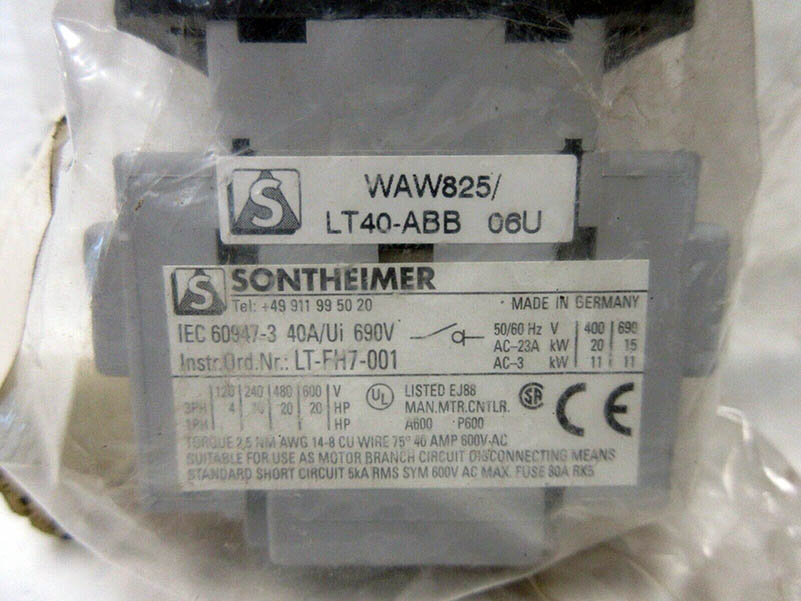 S WAW825/
LT40-ABB 06U
S SONTHEIMER
Tel: +49 911 99 50 20 MADE IN GERMANY
IEC 60947-3 40A/Ui 690V 50/60 Hz V 400 690
AC-23A kW 20 15
Instr.Ord.Nr.: LT-FH7-001 AC-3 kW 11 11
120 240 480 600 V UL LISTED EJ88 SA CE
3PH 4 20 20 HP MAN.MTR.CNTLR.
1PH HP A600 P600
TORQUE 2,5 NM AWG 14-8 CU WIRE 75° 40 AMP 600V-AC
SUITABLE FOR USE AS MOTOR BRANCH CIRCUIT DISCONNECTING MEANS
STANDARD SHORT CIRCUIT 5kA RMS SYM 600V AC MAX. FUSE 80A RK5